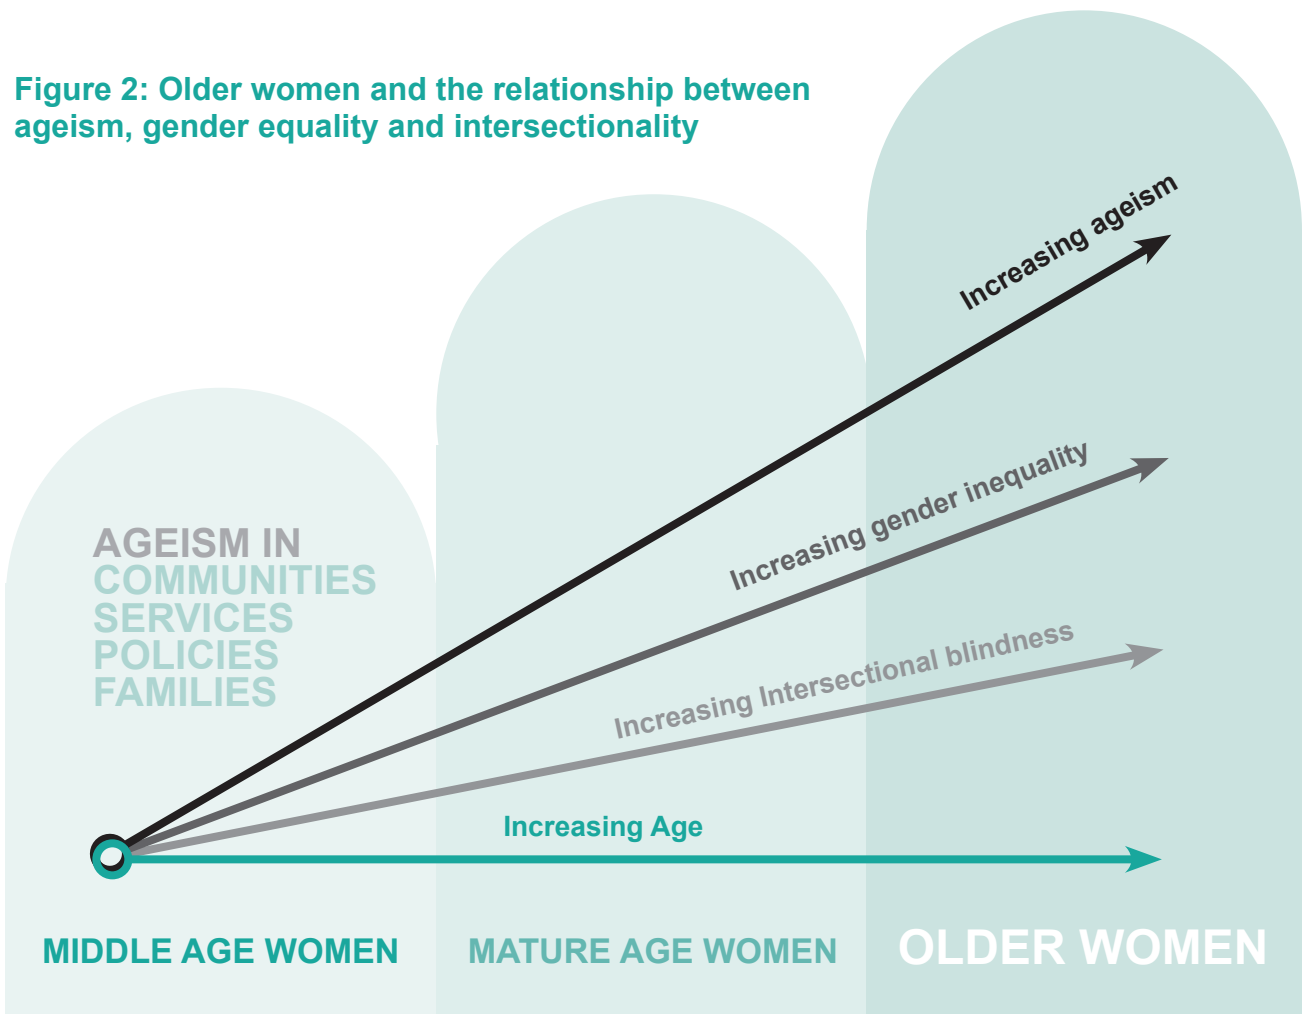 Figure 2: Older women and the relationship between
ageism, gender equality and intersectionality
Increasing ageism
Increasing gender inequality
AGEISM IN
COMMUNITIES
SERVICES
POLICIES
FAMILIES
Increasing Intersectional blindness
Increasing Age
MIDDLE AGE WOMEN
MATURE AGE WOMEN
OLDER WOMEN